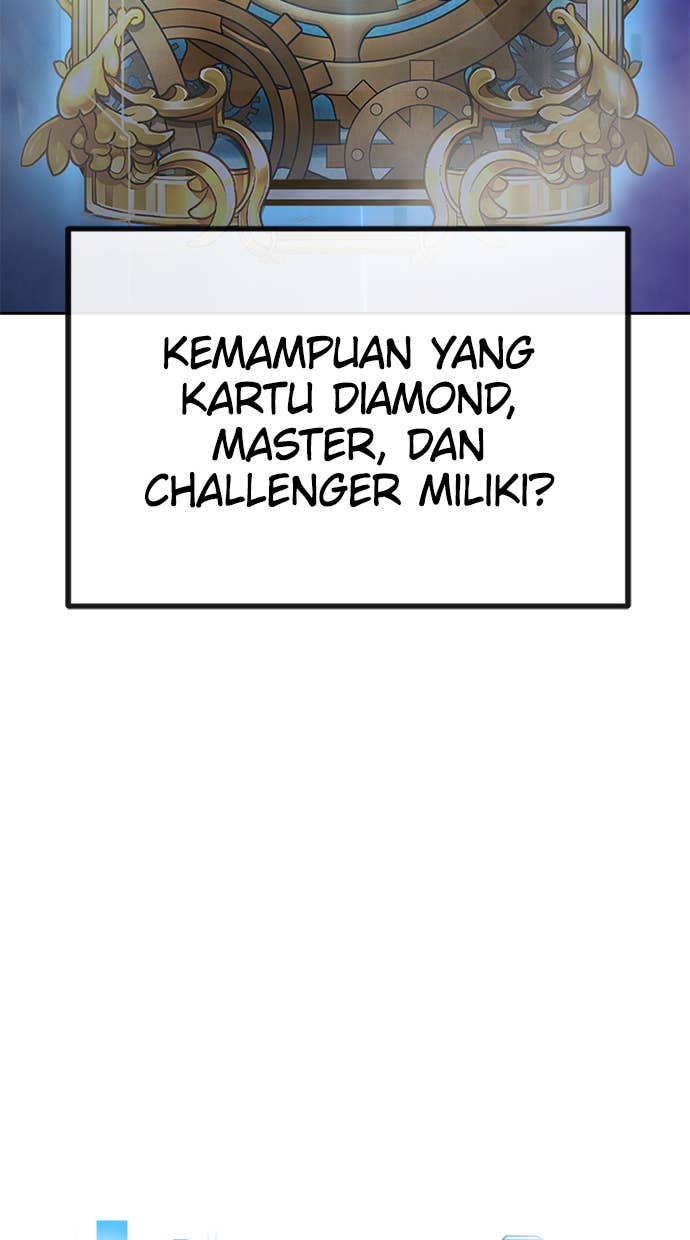 KEMAMPUAN YANG
KARTU DIAMOND,
MASTER, DAN
CHALLENGER MILIKI?